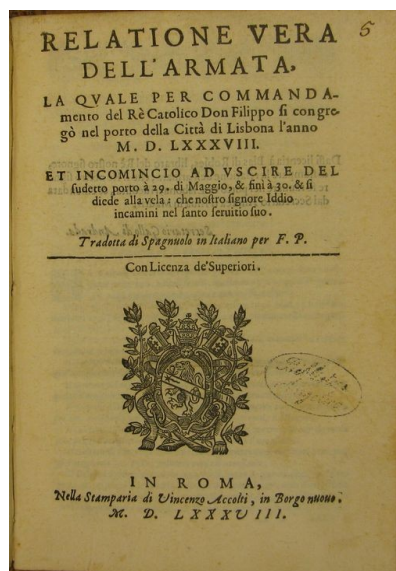 5
RELATIONE VERA
DELL'ARMATA,
LA QVALE PER COMMANDA-
mento del Rè Catolico Don Filippo si congre-
gò nel porto della Città di Lisbona l'anno
M. D. LXXXVIII.
ET INCOMINCIO AD VSCIRE DEL
sudetto porto à 29. di Maggio, & finì à 30. & si
diede alla vela: che nostro signore Iddio
incamini nel santo seruitio suo.
Tradotta di Spagnuolo in Italiano per F. P.
Con Licenza de' Superiori.
IN ROMA,
Nella Stamparia di Vincenzo Accolti, in Borgo nuouo.
M. D. LXXXVIII.